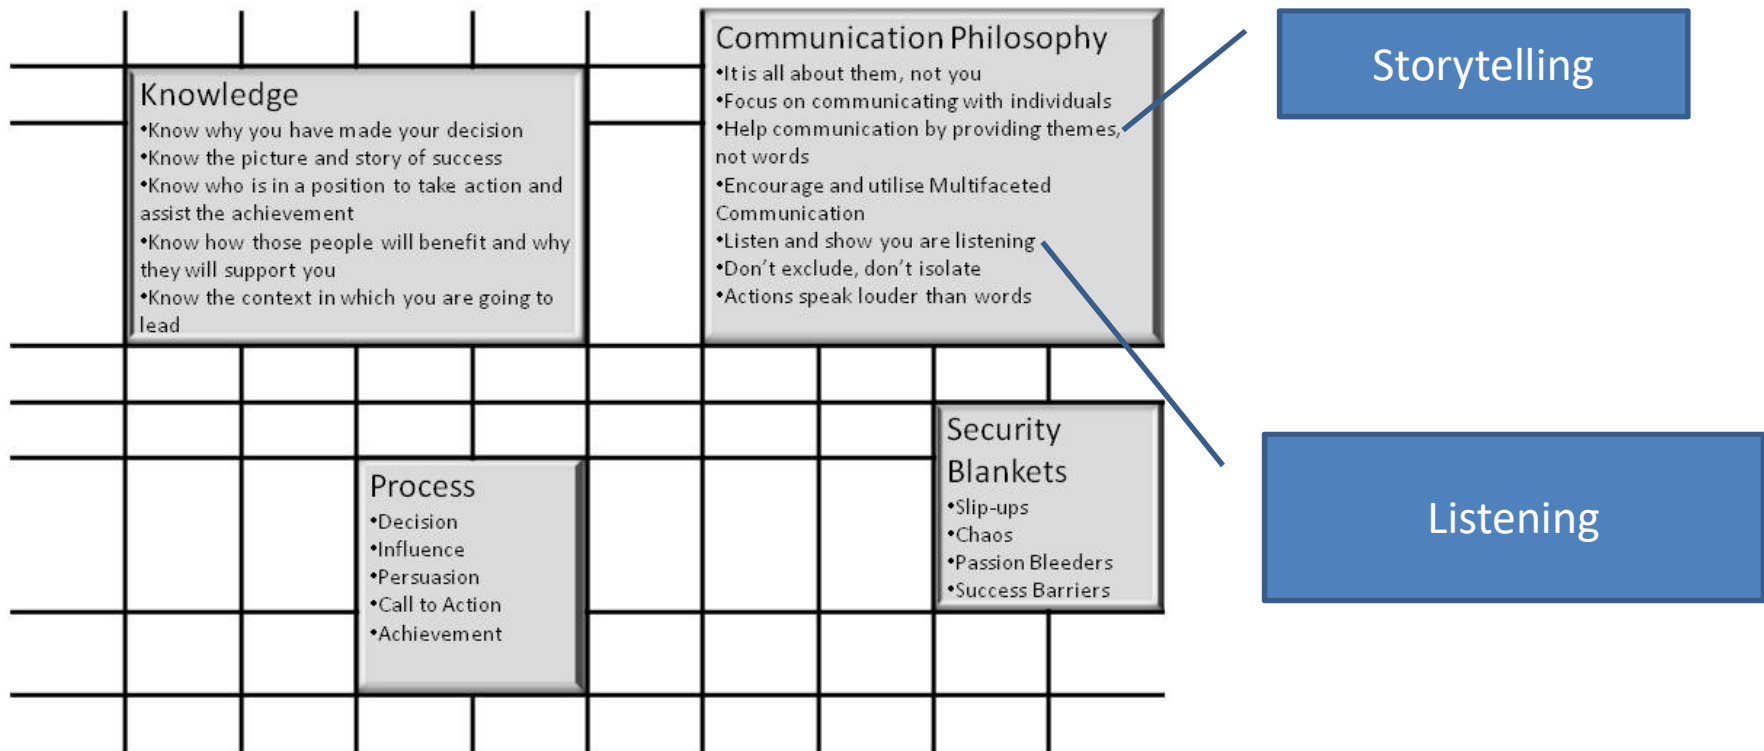 Knowledge
•Know why you have made your decision
•Know the picture and story of success
•Know who is in a position to take action and
assist the achievement
•Know how those people will benefit and why
they will support you
•Know the context in which you are going to
lead
Communication Philosophy
•It is all about them, not you
•Focus on communicating with individuals
•Help communication by providing themes,
not words
•Encourage and utilise Multifaceted
Communication
•Listen and show you are listening
•Don't exclude, don't isolate
•Actions speak louder than words
Storytelling
Process
•Decision
•Influence
•Persuasion
•Call to Action
•Achievement
Security
Blankets
•Slip-ups
•Chaos
•Passion Bleeders
•Success Barriers
Listening